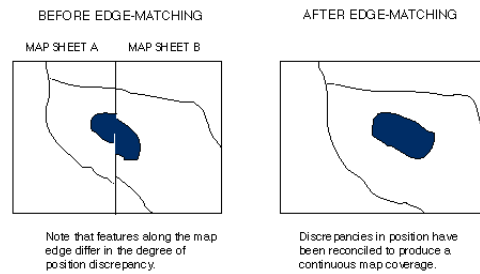 BEFORE EDGE-MATCHING
AFTER EDGE-MATCHING
MAP SHEET A
MAP SHEET B
Note that features along the map
edge differ in the degree of
position discrepancy.
Discrepancies in position have
been reconciled to produce a
continuous map coverage.